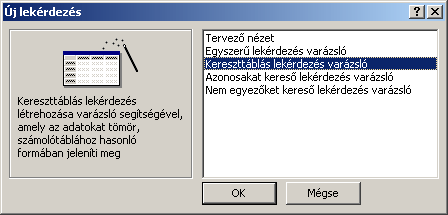 Új lekérdezés
Kereszttáblás lekérdezés
létrehozása varázsló segítségével,
amely az adatokat tömör,
számolótáblához hasonló
formában jeleníti meg
Tervező nézet
Egyszerű lekérdezés varázsló
Kereszttáblás lekérdezés varázsló
Azonosakat kereső lekérdezés varázsló
Nem egyezőket kereső lekérdezés varázsló
OK
Mégse